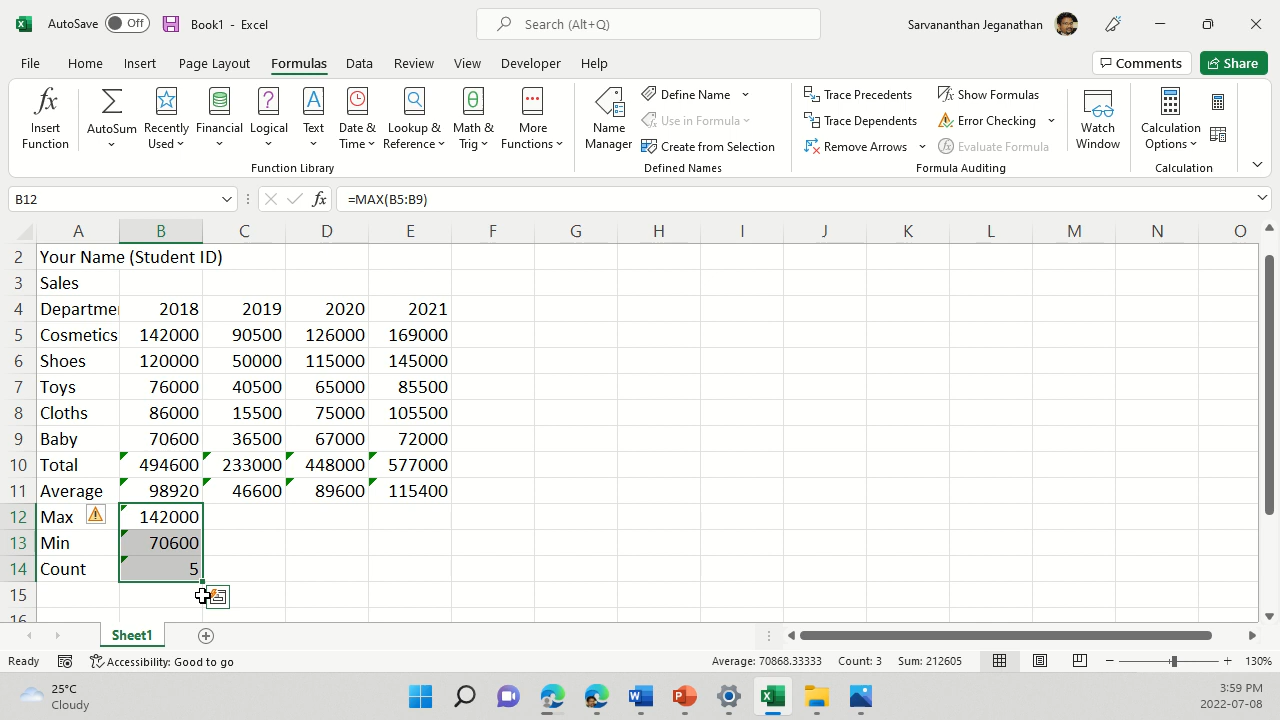 AutoSave Off Book1 - Excel Search (Alt+Q) Sarvananthan Jeganathan
File Home Insert Page Layout Formulas Data Review View Developer Help Comments Share
fx Insert Function
AutoSum
Recently Used
Financial
Logical
Text
Date & Time
Lookup & Reference
Math & Trig
More Functions
Function Library
Name Manager
Define Name
Use in Formula
Create from Selection
Defined Names
Trace Precedents
Trace Dependents
Remove Arrows
Show Formulas
Error Checking
Evaluate Formula
Formula Auditing
Watch Window
Calculation Options
Calculation
B12 fx =MAX(B5:B9)
A B C D E F G H I J K L M N O
2 Your Name (Student ID)
3 Sales
4 Departme 2018 2019 2020 2021
5 Cosmetics 142000 90500 126000 169000
6 Shoes 120000 50000 115000 145000
7 Toys 76000 40500 65000 85500
8 Cloths 86000 15500 75000 105500
9 Baby 70600 36500 67000 72000
10 Total 494600 233000 448000 577000
11 Average 98920 46600 89600 115400
12 Max 142000
13 Min 70600
14 Count 5
15
16
Sheet1
Ready Accessibility: Good to go Average: 70868.33333 Count: 3 Sum: 212605 130%
25°C
Cloudy
3:59 PM
2022-07-08